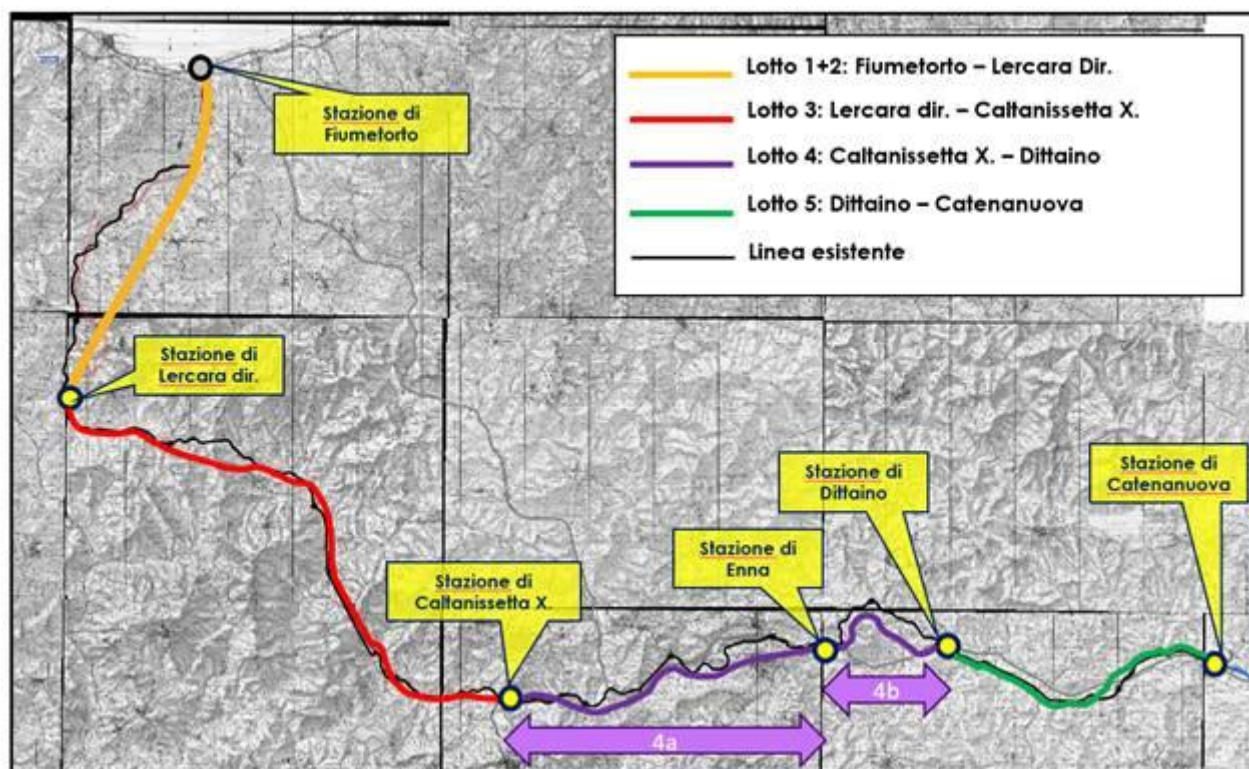 Lotto 1+2: Fiumetorto – Lercara Dir.
Lotto 3: Lercara dir. – Caltanissetta X.
Lotto 4: Caltanissetta X. – Dittaino
Lotto 5: Dittaino – Catenanuova
Linea esistente
Stazione di
Fiumetorto
Stazione di
Lercara dir.
Stazione di
Caltanissetta X.
Stazione di
Enna
Stazione di
Dittaino
Stazione di
Catenanuova
4a
4b